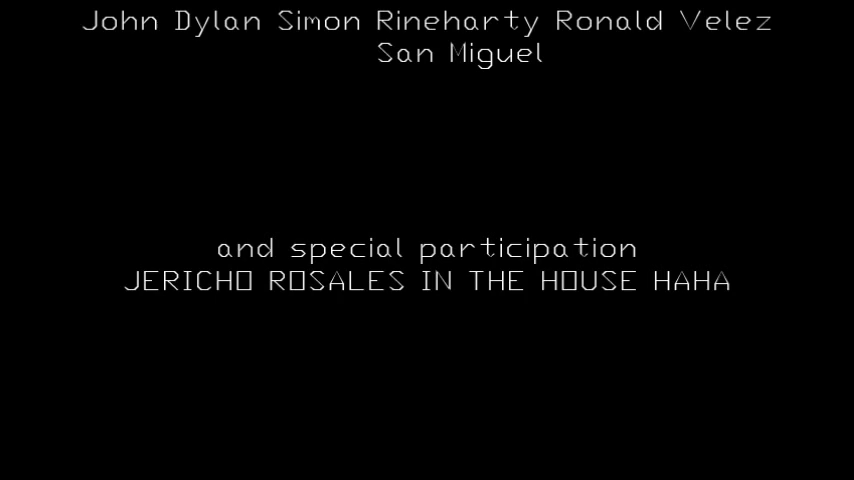 John Dylan Simon Rineharty Ronald Velez
San Miguel
and special participation
JERICHO ROSALES IN THE HOUSE HAHA